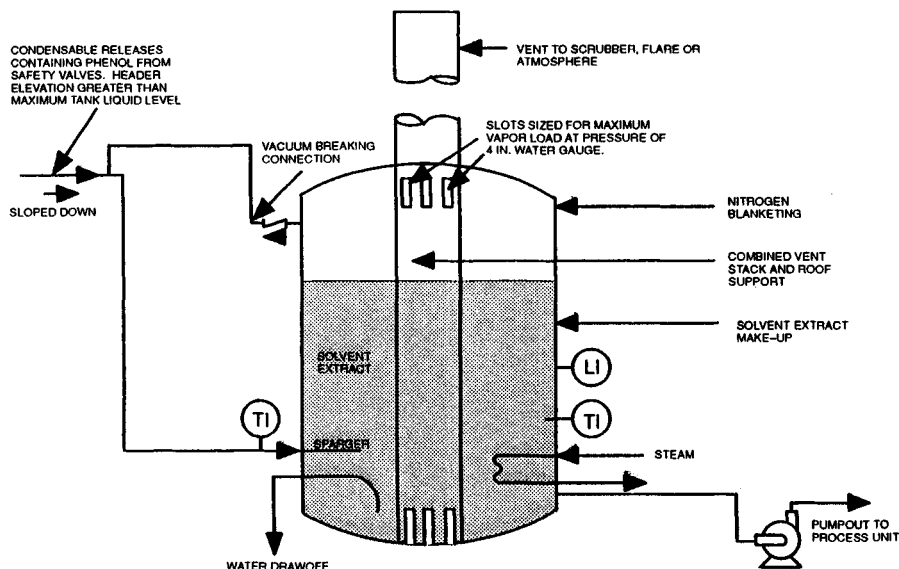 CONDENSABLE RELEASES
CONTAINING PHENOL FROM
SAFETY VALVES. HEADER
ELEVATION GREATER THAN
MAXIMUM TANK LIQUID LEVEL
VENT TO SCRUBBER, FLARE OR
ATMOSPHERE
SLOTS SIZED FOR MAXIMUM
VAPOR LOAD AT PRESSURE OF
4 IN. WATER GAUGE.
VACUUM BREAKING
CONNECTION
SLOPED DOWN
NITROGEN
BLANKETING
COMBINED VENT
STACK AND ROOF
SUPPORT
SOLVENT EXTRACT
MAKE-UP
SOLVENT
EXTRACT
LI
TI
TI
SPARGER
STEAM
PUMPOUT TO
PROCESS UNIT
WATER DRAWOFF